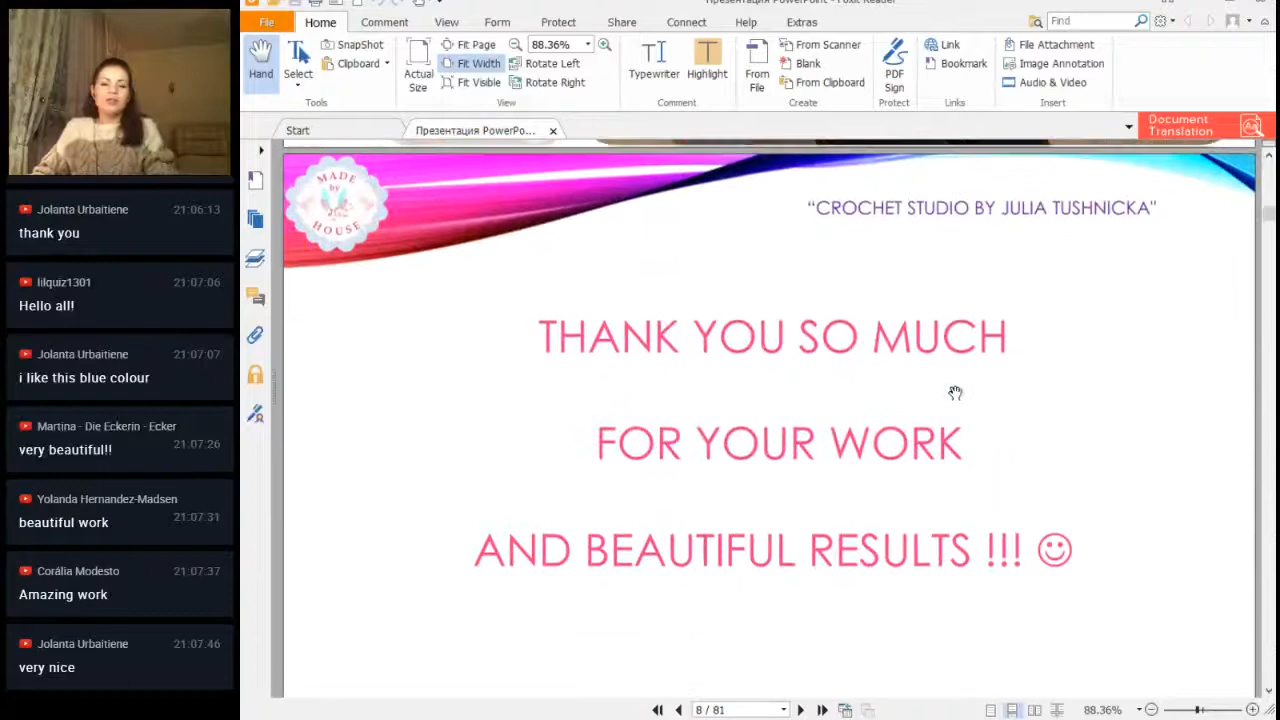 Презентация PowerPoint - Foxit Reader
File
Home
Comment
View
Form
Protect
Share
Connect
Help
Extras
Find
Hand
Select
SnapShot
Clipboard
Tools
Actual Size
Fit Page
Fit Width
Fit Visible
88.36%
Rotate Left
Rotate Right
View
Typewriter
Highlight
Comment
From File
From Scanner
Blank
From Clipboard
Create
PDF Sign
Protect
Link
Bookmark
Links
File Attachment
Image Annotation
Audio & Video
Insert
Start
Презентация PowerPo...
Document Translation
Jolanta Urbaitiene 21:06:13
thank you
lilquiz1301 21:07:06
Hello all!
Jolanta Urbaitiene 21:07:07
i like this blue colour
Martina - Die Eckerin - Ecker 21:07:26
very beautiful!!
Yolanda Hernandez-Madsen 21:07:31
beautiful work
Corália Modesto 21:07:37
Amazing work
Jolanta Urbaitiene 21:07:46
very nice
MADE
by
HOUSE
"CROCHET STUDIO BY JULIA TUSHNICKA"
THANK YOU SO MUCH
FOR YOUR WORK
AND BEAUTIFUL RESULTS !!! ☺
8 / 81
88.36%